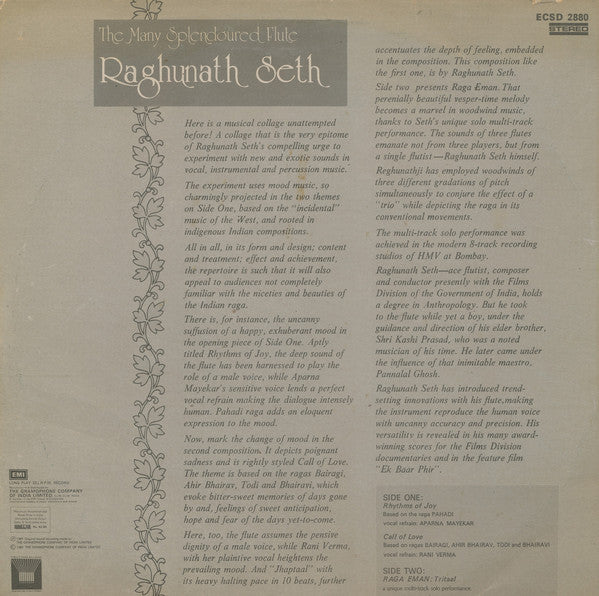 ECSD 2880
STEREO
The Many Splendoured Flute
Raghunath Seth
Here is a musical collage unattempted
before! A collage that is the very epitome
of Raghunath Seth's compelling urge to
experiment with new and exotic sounds in
vocal, instrumental and percussion music.
The experiment uses mood music, so
charmingly projected in the two themes
on Side One, based on the "incidental"
music of the West, and rooted in
indigenous Indian compositions.
All in all, in its form and design; content
and treatment; effect and achievement,
the repertoire is such that it will also
appeal to audiences not completely
familiar with the niceties and beauties of
the Indian raga.
There is, for instance, the uncanny
suffusion of a happy, exhuberant mood in
the opening piece of Side One. Aptly
titled Rhythms of Joy, the deep sound of
the flute has been harnessed to play the
role of a male voice, while Aparna
Mayekar's sensitive voice lends a perfect
vocal refrain making the dialogue intensely
human. Pahadi raga adds an eloquent
expression to the mood.
Now, mark the change of mood in the
second composition. It depicts poignant
sadness and is rightly styled Call of Love.
The theme is based on the ragas Bairagi,
Ahir Bhairav, Todi and Bhairavi, which
evoke bitter-sweet memories of days gone
by and, feelings of sweet anticipation,
hope and fear of the days yet-to-come.
Here, too, the flute assumes the pensive
dignity of a male voice, while Rani Verma,
with her plaintive vocal heightens the
prevailing mood. And "Jhaptaal" with
its heavy halting pace in 10 beats, further
accentuates the depth of feeling, embedded
in the composition. This composition like
the first one, is by Raghunath Seth.
Side two presents Raga Eman. That
perenially beautiful vesper-time melody
becomes a marvel in woodwind music,
thanks to Seth's unique solo multi-track
performance. The sounds of three flutes
emanate not from three players, but from
a single flutist—Raghunath Seth himself.
Reghunathji has employed woodwinds of
three different gradations of pitch
simultaneously to conjure the effect of a
"trio" while depicting the raga in its
conventional movements.
The multi-track solo performance was
achieved in the modern 8-track recording
studios of HMV at Bombay.
Raghunath Seth—ace flutist, composer
and conductor presently with the Films
Division of the Government of India, holds
a degree in Anthropology. But he took
to the flute while yet a boy, under the
guidance and direction of his elder brother,
Shri Kashi Prasad, who was a noted
musician of his time. He later came under
the influence of that inimitable maestro,
Pannalal Ghosh.
Raghunath Seth has introduced trend-
setting innovations with his flute,making
the instrument reproduce the human voice
with uncanny accuracy and precision. His
versatility is revealed in his many award-
winning scores for the Films Division
documentaries and in the feature film
"Ek Baar Phir".
SIDE ONE:
Rhythms of Joy
Based on the raga PAHADI
vocal refrain: APARNA MAYEKAR
Call of Love
Based on ragas BAIRAGI, AHIR BHAIRAV, TODI and BHAIRAVI
vocal refrain: RANI VERMA
SIDE TWO:
RAGA EMAN: Tritaal
a unique multi-track solo performance.
EMI
LONG PLAY 33⅓ R.P.M. RECORD
THE GRAMOPHONE COMPANY
OF INDIA LIMITED